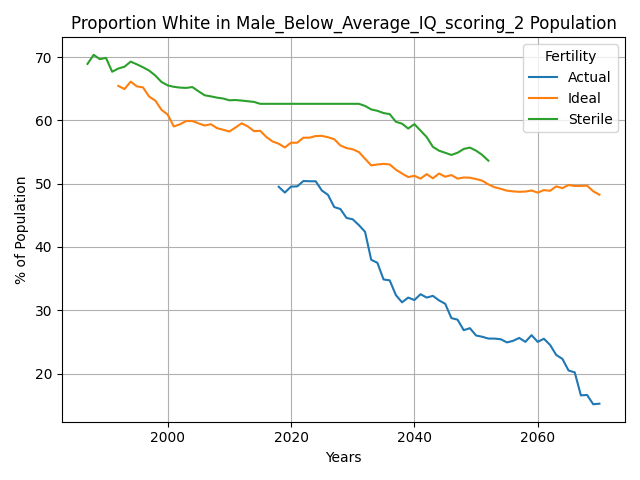 Proportion White in Male_Below_Average_IQ_scoring_2 Population
% of Population
70
60
50
40
30
20
Fertility
Actual
Ideal
Sterile
2000
2020
2040
2060
Years